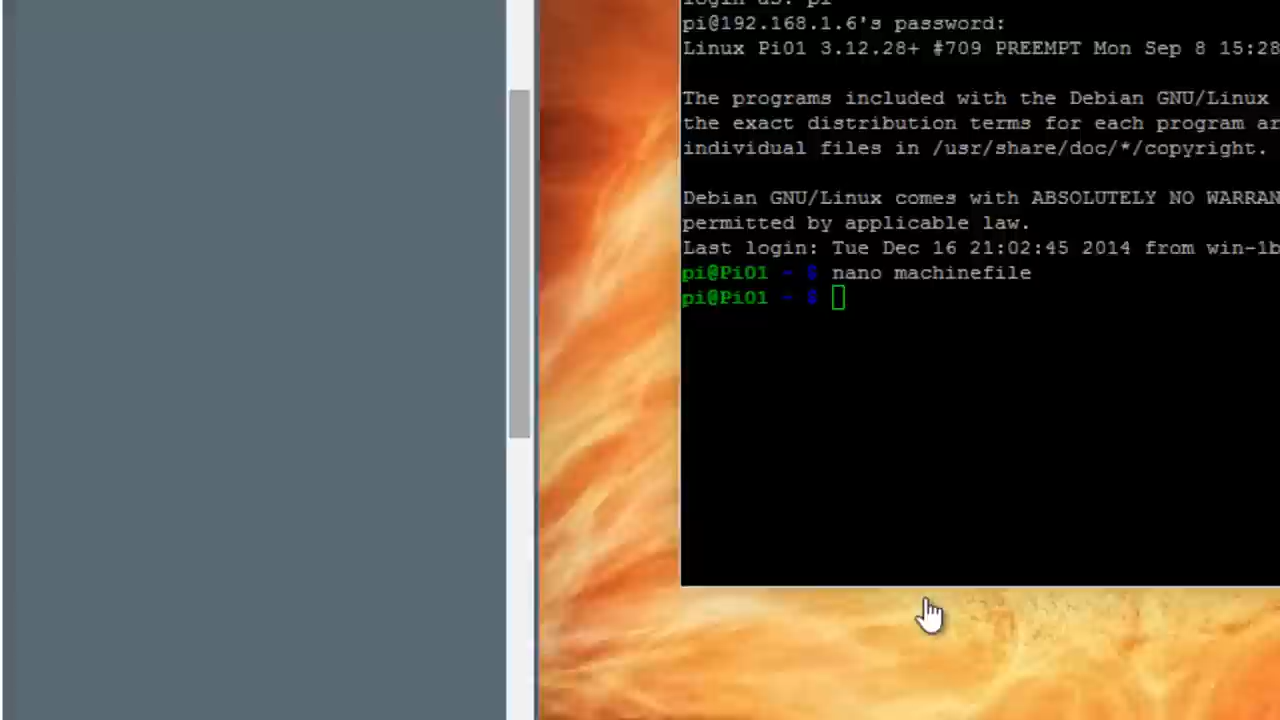 login as: pi
pi@192.168.1.6's password:
Linux Pi01 3.12.28+ #709 PREEMPT Mon Sep 8 15:28
The programs included with the Debian GNU/Linux
the exact distribution terms for each program ar
individual files in /usr/share/doc/*/copyright.
Debian GNU/Linux comes with ABSOLUTELY NO WARRAN
permitted by applicable law.
Last login: Tue Dec 16 21:02:45 2014 from win-1b
pi@Pi01 ~ $ nano machinefile
pi@Pi01 ~ $